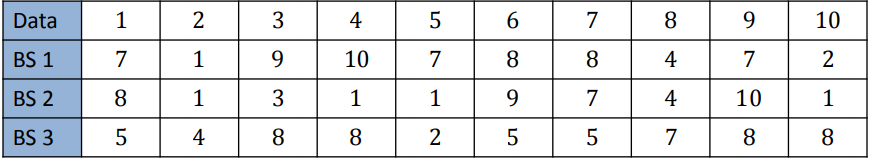 Data 1 2 3 4 5 6 7 8 9 10
BS 1 7 1 9 10 7 8 8 4 7 2
BS 2 8 1 3 1 1 9 7 4 10 1
BS 3 5 4 8 8 2 5 5 7 8 8